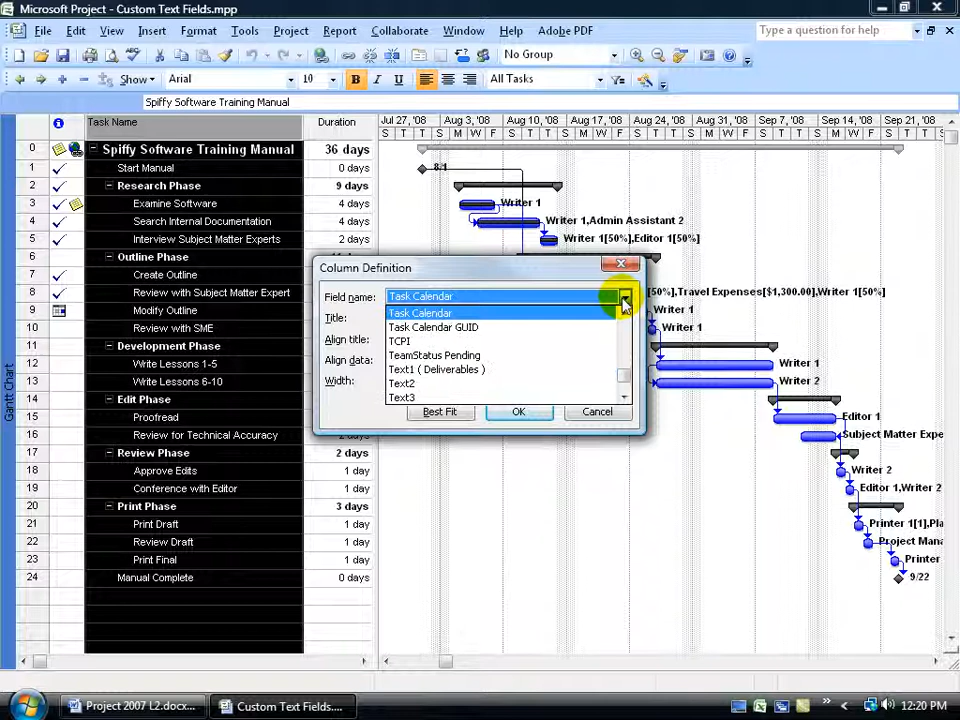 Microsoft Project - Custom Text Fields.mpp
File Edit View Insert Format Tools Project Report Collaborate Window Help Adobe PDF
Type a question for help
No Group
Show Arial 10 B I U All Tasks
Spiffy Software Training Manual
Task Name Duration
Jul 27, '08 Aug 3, '08 Aug 10, '08 Aug 17, '08 Aug 24, '08 Aug 31, '08 Sep 7, '08 Sep 14, '08 Sep 21, '08
S T T S M W F S T T S M W F S T T S M W F S T T S M W F S
0 Spiffy Software Training Manual 36 days
1 Start Manual 0 days 8/1
2 Research Phase 9 days
3 Examine Software 4 days Writer 1
4 Search Internal Documentation 4 days Writer 1,Admin Assistant 2
5 Interview Subject Matter Experts 2 days Writer 1[50%],Editor 1[50%]
6 Outline Phase
7 Create Outline
8 Review with Subject Matter Expert [50%],Travel Expenses[$1,300.00],Writer 1[50%]
9 Modify Outline Writer 1
10 Review with SME Writer 1
11 Development Phase
12 Write Lessons 1-5 Writer 1
13 Write Lessons 6-10 Writer 2
14 Edit Phase
15 Proofread Editor 1
16 Review for Technical Accuracy Subject Matter Expe
17 Review Phase 2 days
18 Approve Edits 1 day Writer 2
19 Conference with Editor 1 day Editor 1,Writer 2
20 Print Phase 3 days
21 Print Draft 1 day Printer 1[1],Pla
22 Review Draft 1 day Project Mana
23 Print Final 1 day Printer
24 Manual Complete 0 days 9/22
Column Definition
Field name: Task Calendar
Title:
Align title:
Align data:
Width:
Task Calendar
Task Calendar GUID
TCPI
TeamStatus Pending
Text1 ( Deliverables )
Text2
Text3
Best Fit OK Cancel
Gantt Chart
Project 2007 L2.docx... Custom Text Fields.... 12:20 PM